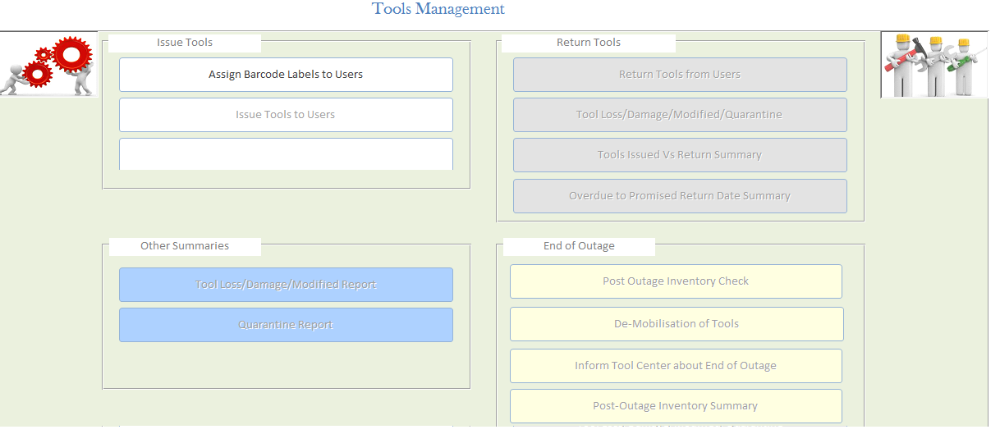 Tools Management
Issue Tools
Assign Barcode Labels to Users
Issue Tools to Users
Return Tools
Return Tools from Users
Tool Loss/Damage/Modified/Quarantine
Tools Issued Vs Return Summary
Overdue to Promised Return Date Summary
Other Summaries
Tool Loss/Damage/Modified Report
Quarantine Report
End of Outage
Post Outage Inventory Check
De-Mobilisation of Tools
Inform Tool Center about End of Outage
Post-Outage Inventory Summary